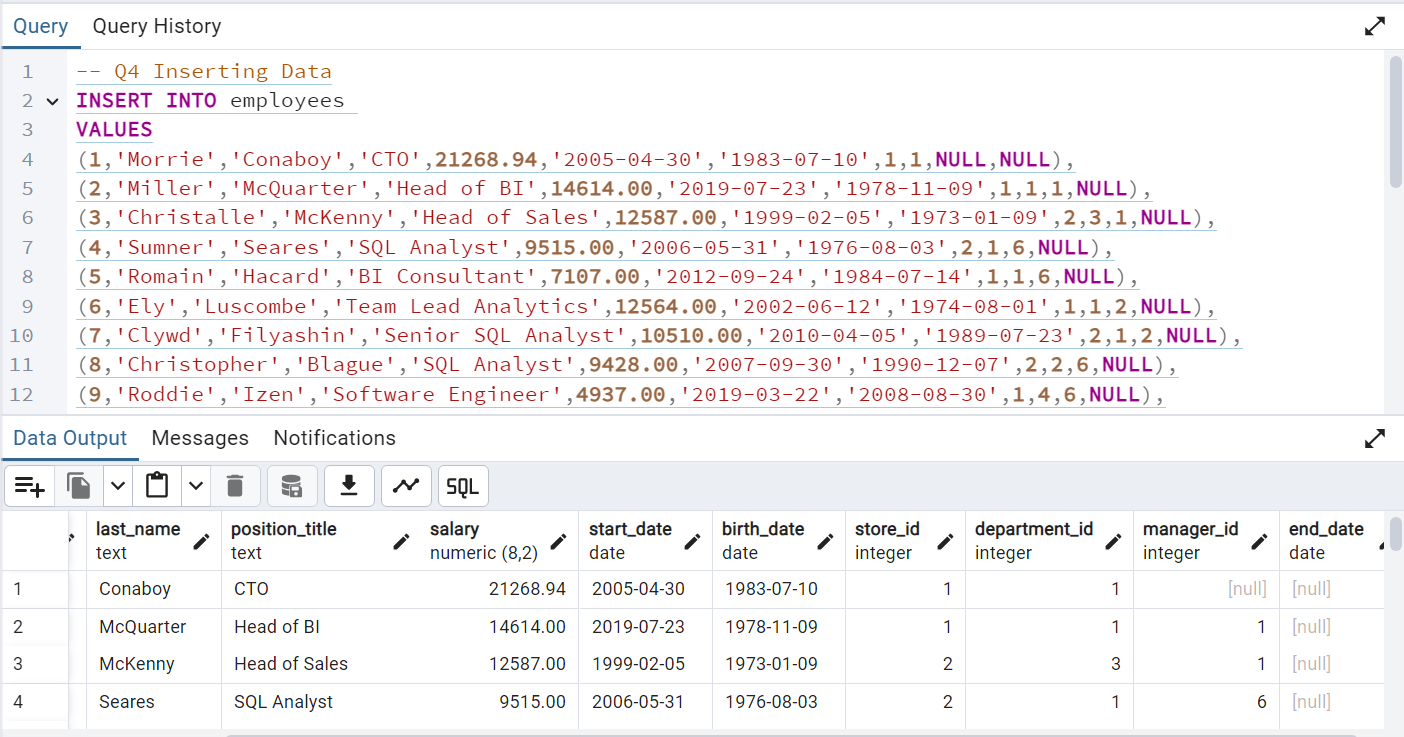 Query Query History
1 -- Q4 Inserting Data
2 INSERT INTO employees
3 VALUES
4 (1,'Morrie','Conaboy','CTO',21268.94,'2005-04-30','1983-07-10',1,1,NULL,NULL),
5 (2,'Miller','McQuarter','Head of BI',14614.00,'2019-07-23','1978-11-09',1,1,1,NULL),
6 (3,'Christalle','McKenny','Head of Sales',12587.00,'1999-02-05','1973-01-09',2,3,1,NULL),
7 (4,'Sumner','Seares','SQL Analyst',9515.00,'2006-05-31','1976-08-03',2,1,6,NULL),
8 (5,'Romain','Hacard','BI Consultant',7107.00,'2012-09-24','1984-07-14',1,1,6,NULL),
9 (6,'Ely','Luscombe','Team Lead Analytics',12564.00,'2002-06-12','1974-08-01',1,1,2,NULL),
10 (7,'Clywd','Filyashin','Senior SQL Analyst',10510.00,'2010-04-05','1989-07-23',2,1,2,NULL),
11 (8,'Christopher','Blague','SQL Analyst',9428.00,'2007-09-30','1990-12-07',2,2,6,NULL),
12 (9,'Roddie','Izen','Software Engineer',4937.00,'2019-03-22','2008-08-30',1,4,6,NULL),
Data Output Messages Notifications
SQL
last_name position_title salary start_date birth_date store_id department_id manager_id end_date
text text numeric (8,2) date date integer integer integer date
1 Conaboy CTO 21268.94 2005-04-30 1983-07-10 1 1 [null] [null]
2 McQuarter Head of BI 14614.00 2019-07-23 1978-11-09 1 1 1 [null]
3 McKenny Head of Sales 12587.00 1999-02-05 1973-01-09 2 3 1 [null]
4 Seares SQL Analyst 9515.00 2006-05-31 1976-08-03 2 1 6 [null]